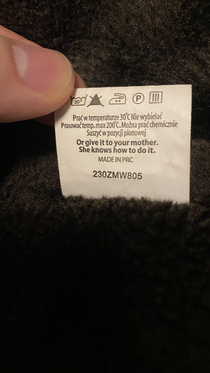 30°
P
Prać w temperaturze 30°C Nie wybielać
Prasować temp. max 200°C. Można prać chemicznie
Suszyć w pozycji pionowej
Or give it to your mother.
She knows how to do it.
MADE IN PRC
230ZMW805